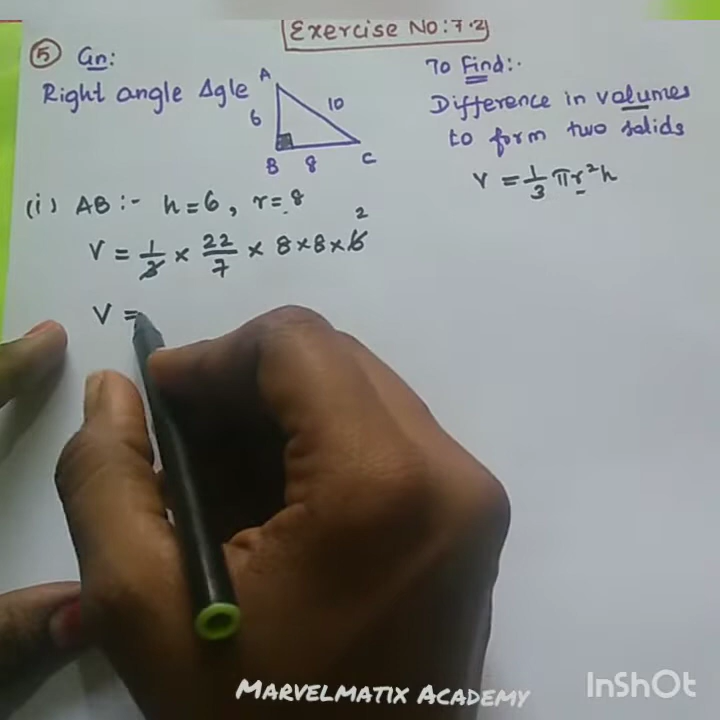 Exercise No: 7.2
5 Gn:
Right angle Δgle
A
6
10
B
8
C
To Find:-
Difference in volumes
to form two solids
V = 1/3 πr²h
(i) AB:- h=6, r=8
V = 1/3 × 22/7 × 8×8×6 2
V =
MARVELMATIX ACADEMY
InShOt